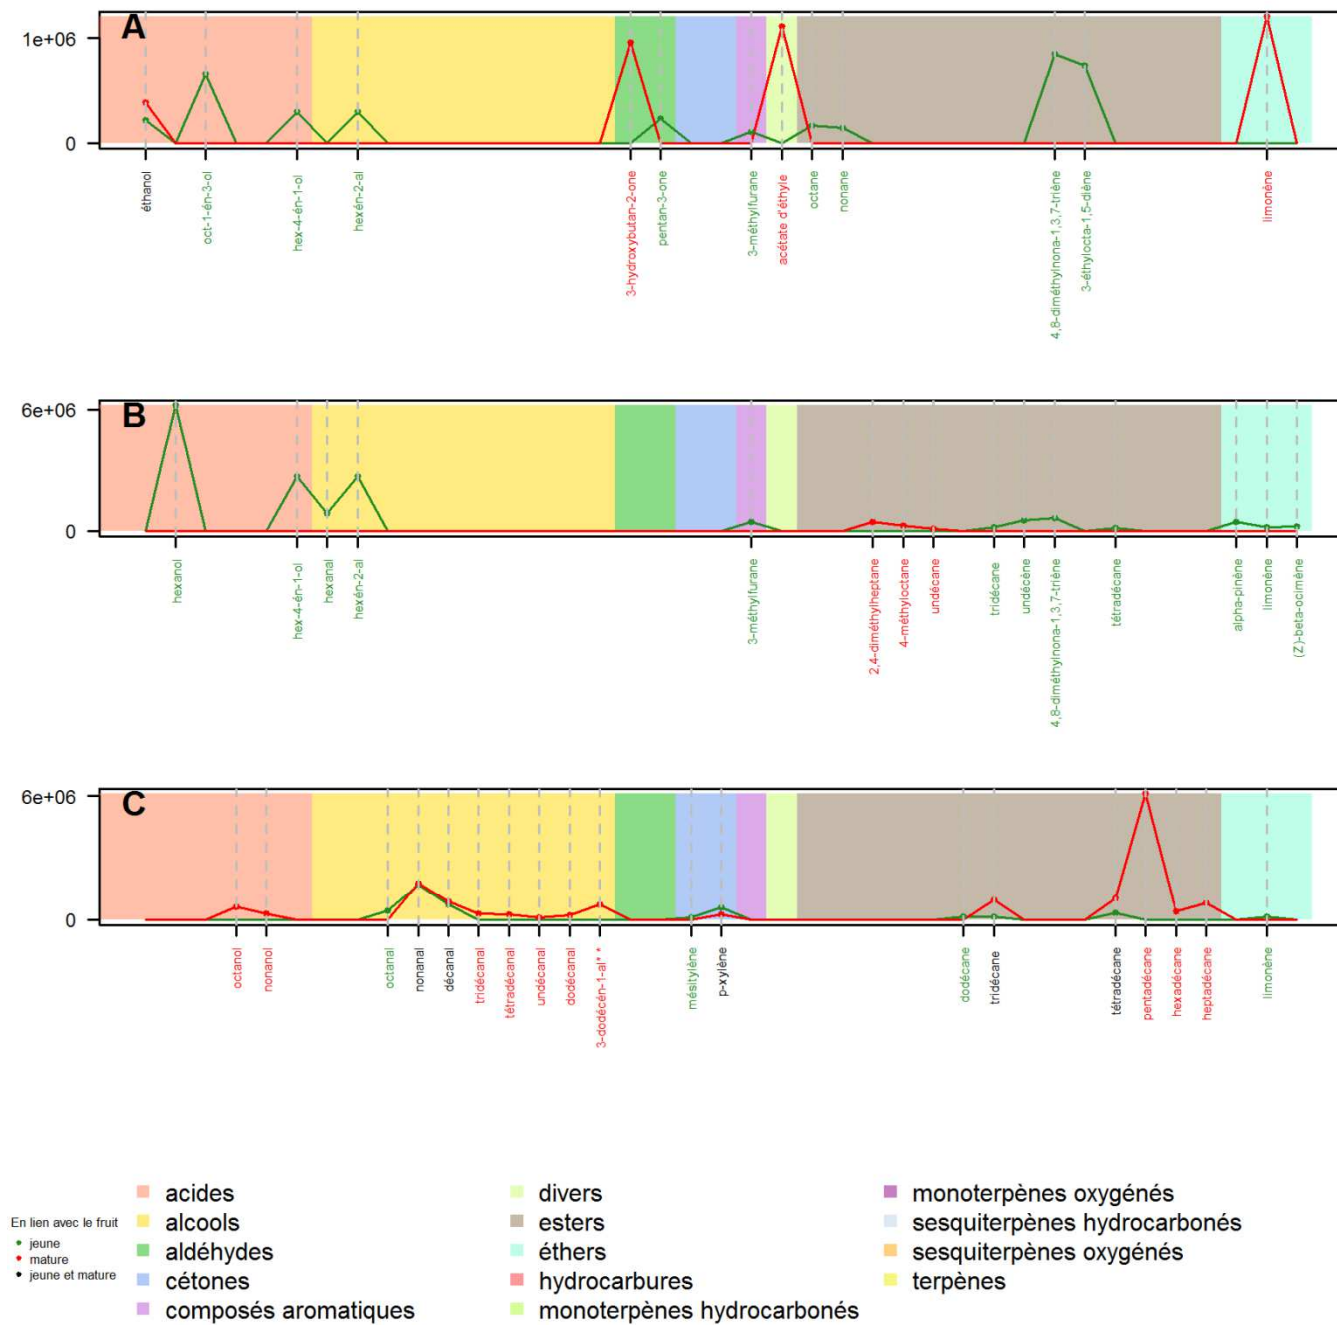 A
1e+06
0
éthanol
oct-1-én-3-ol
hex-4-én-1-ol
hexén-2-al
3-hydroxybutan-2-one
pentan-3-one
3-méthylfurane
acétate d'éthyle
octane
nonane
4,8-diméthylnona-1,3,7-triène
3-éthylocta-1,5-diène
limonène
B
6e+06
0
hexanol
hex-4-én-1-ol
hexanal
hexén-2-al
3-méthylfurane
2,4-diméthylheptane
4-méthyloctane
undécane
tridécane
undécène
4,8-diméthylnona-1,3,7-triène
tétradécane
alpha-pinène
limonène
(Z)-beta-ocimène
C
6e+06
0
octanol
nonanol
octanal
nonanal
décanal
tridécanal
tétradécanal
undécanal
dodécanal
3-dodécén-1-al* *
mésitylène
p-xylène
dodécane
tridécane
tétradécane
pentadécane
hexadécane
heptadécane
limonène
En lien avec le fruit
jeune
mature
jeune et mature
acides
alcools
aldéhydes
cétones
composés aromatiques
divers
esters
éthers
hydrocarbures
monoterpènes hydrocarbonés
monoterpènes oxygénés
sesquiterpènes hydrocarbonés
sesquiterpènes oxygénés
terpènes